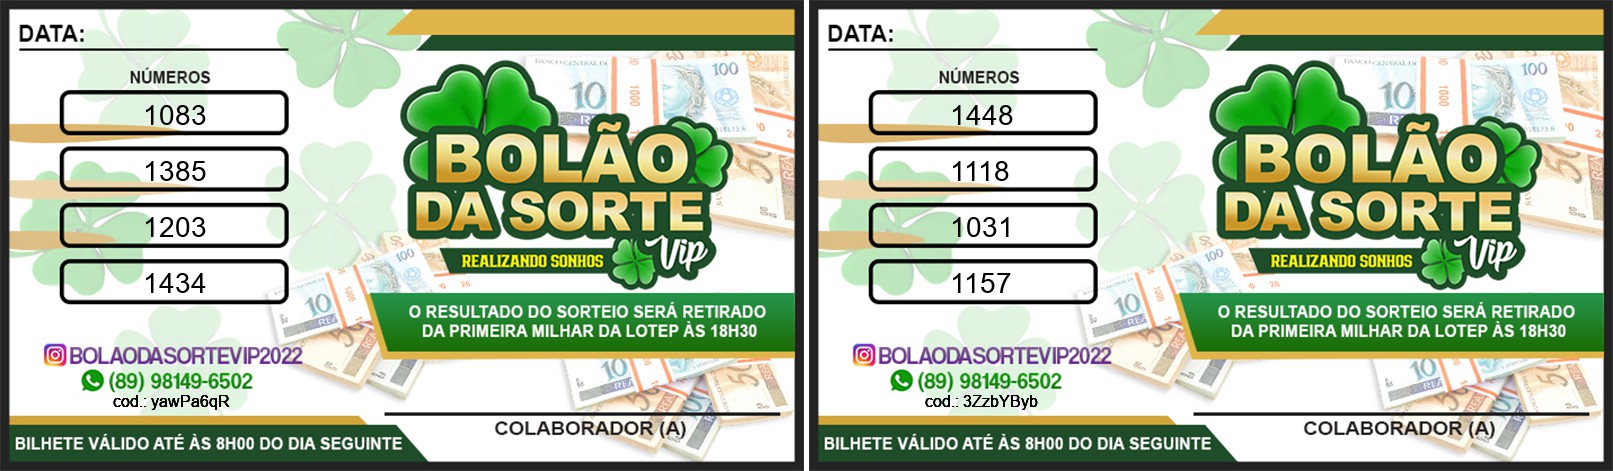 DATA:
NÚMEROS
1083
1385
1203
1434
BOLÃO
DA SORTE
Vip
REALIZANDO SONHOS
O RESULTADO DO SORTEIO SERÁ RETIRADO
DA PRIMEIRA MILHAR DA LOTEP ÀS 18H30
BOLAODASORTEVIP2022
(89) 98149-6502
cod.: yawPa6qR
COLABORADOR (A)
BILHETE VÁLIDO ATÉ ÀS 8H00 DO DIA SEGUINTE
DATA:
NÚMEROS
1448
1118
1031
1157
BOLÃO
DA SORTE
Vip
REALIZANDO SONHOS
O RESULTADO DO SORTEIO SERÁ RETIRADO
DA PRIMEIRA MILHAR DA LOTEP ÀS 18H30
BOLAODASORTEVIP2022
(89) 98149-6502
cod.: 3ZzbYByb
COLABORADOR (A)
BILHETE VÁLIDO ATÉ ÀS 8H00 DO DIA SEGUINTE